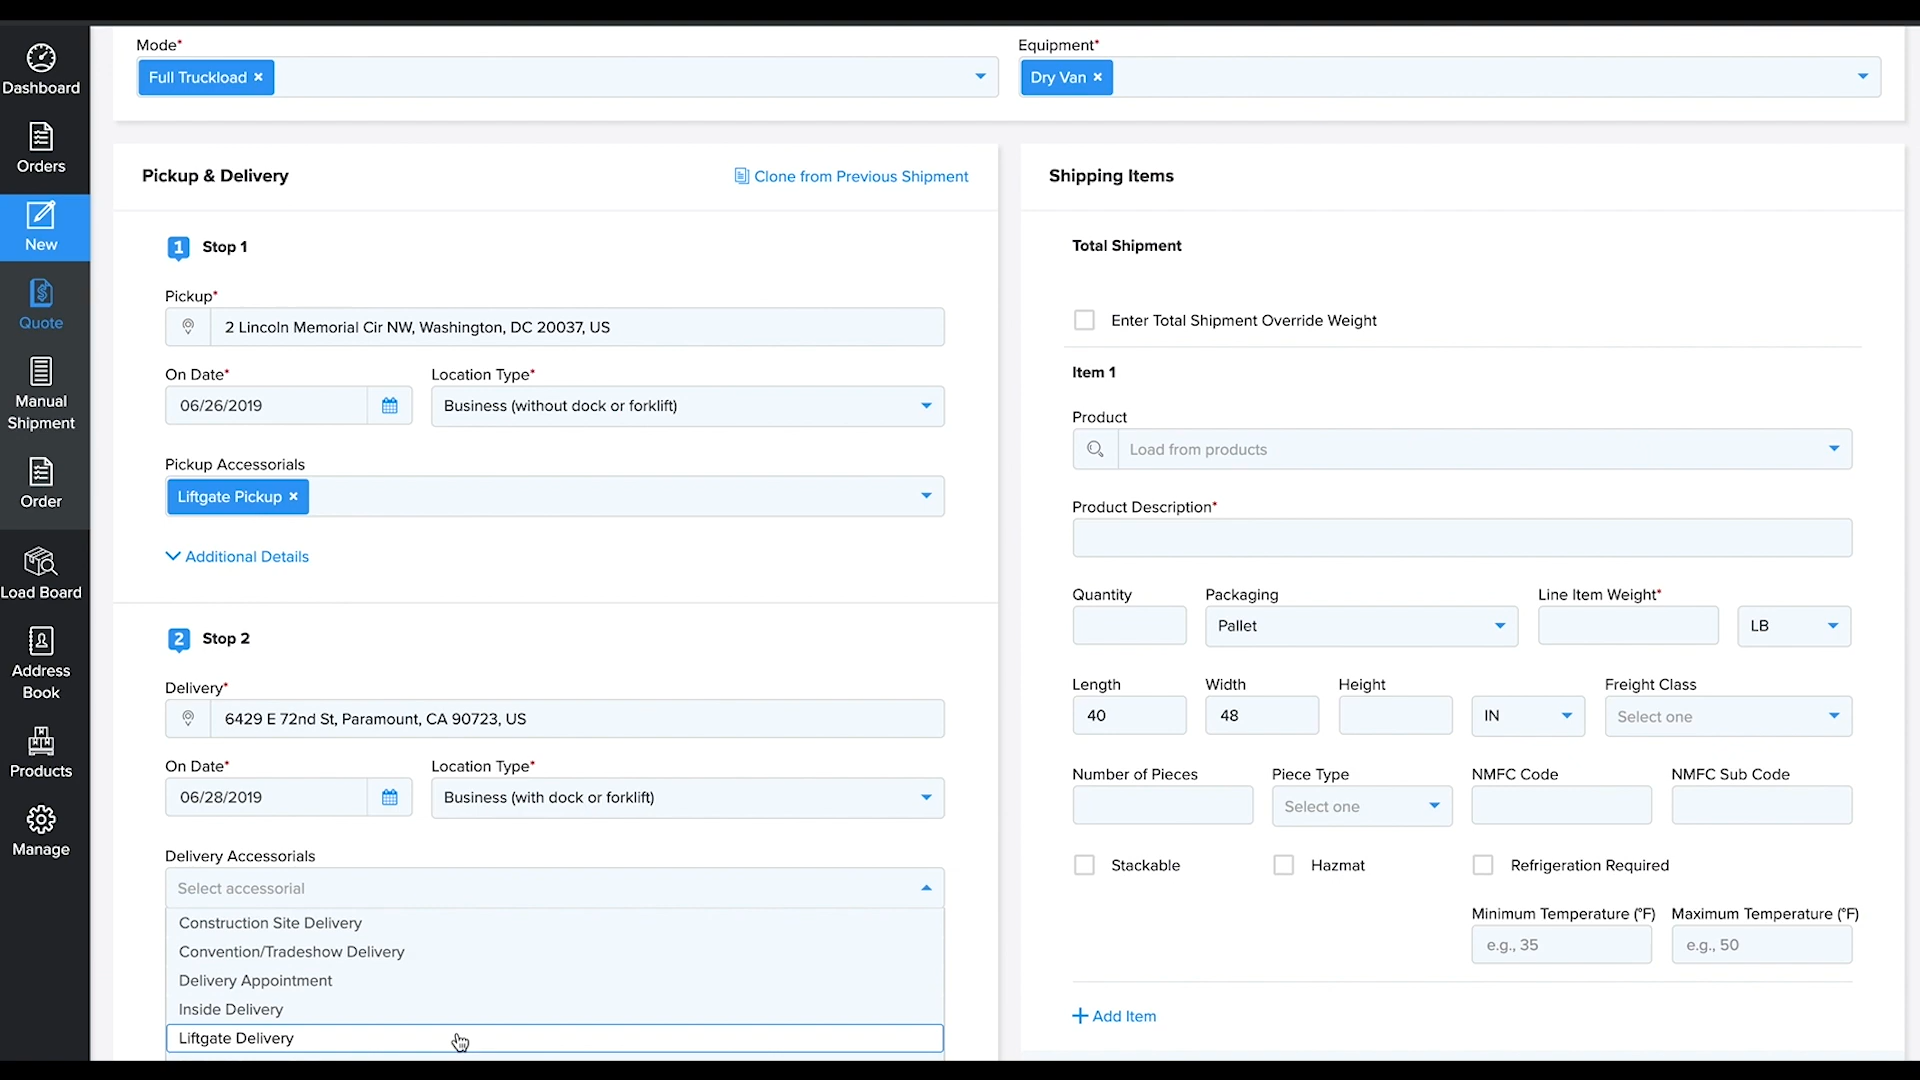 Dashboard
Orders
New
Quote
Manual
Shipment
Order
Load Board
Address
Book
Products
Manage
Mode*
Full Truckload ×
Equipment*
Dry Van ×
Pickup & Delivery
Clone from Previous Shipment
1 Stop 1
Pickup*
2 Lincoln Memorial Cir NW, Washington, DC 20037, US
On Date*
Location Type*
06/26/2019
Business (without dock or forklift)
Pickup Accessorials
Liftgate Pickup ×
Additional Details
2 Stop 2
Delivery*
6429 E 72nd St, Paramount, CA 90723, US
On Date*
Location Type*
06/28/2019
Business (with dock or forklift)
Delivery Accessorials
Select accessorial
Construction Site Delivery
Convention/Tradeshow Delivery
Delivery Appointment
Inside Delivery
Liftgate Delivery
Shipping Items
Total Shipment
Enter Total Shipment Override Weight
Item 1
Product
Load from products
Product Description*
Quantity
Packaging
Line Item Weight*
Pallet
LB
Length
Width
Height
Freight Class
40
48
IN
Select one
Number of Pieces
Piece Type
NMFC Code
NMFC Sub Code
Select one
Stackable
Hazmat
Refrigeration Required
Minimum Temperature (°F)
Maximum Temperature (°F)
e.g., 35
e.g., 50
+ Add Item